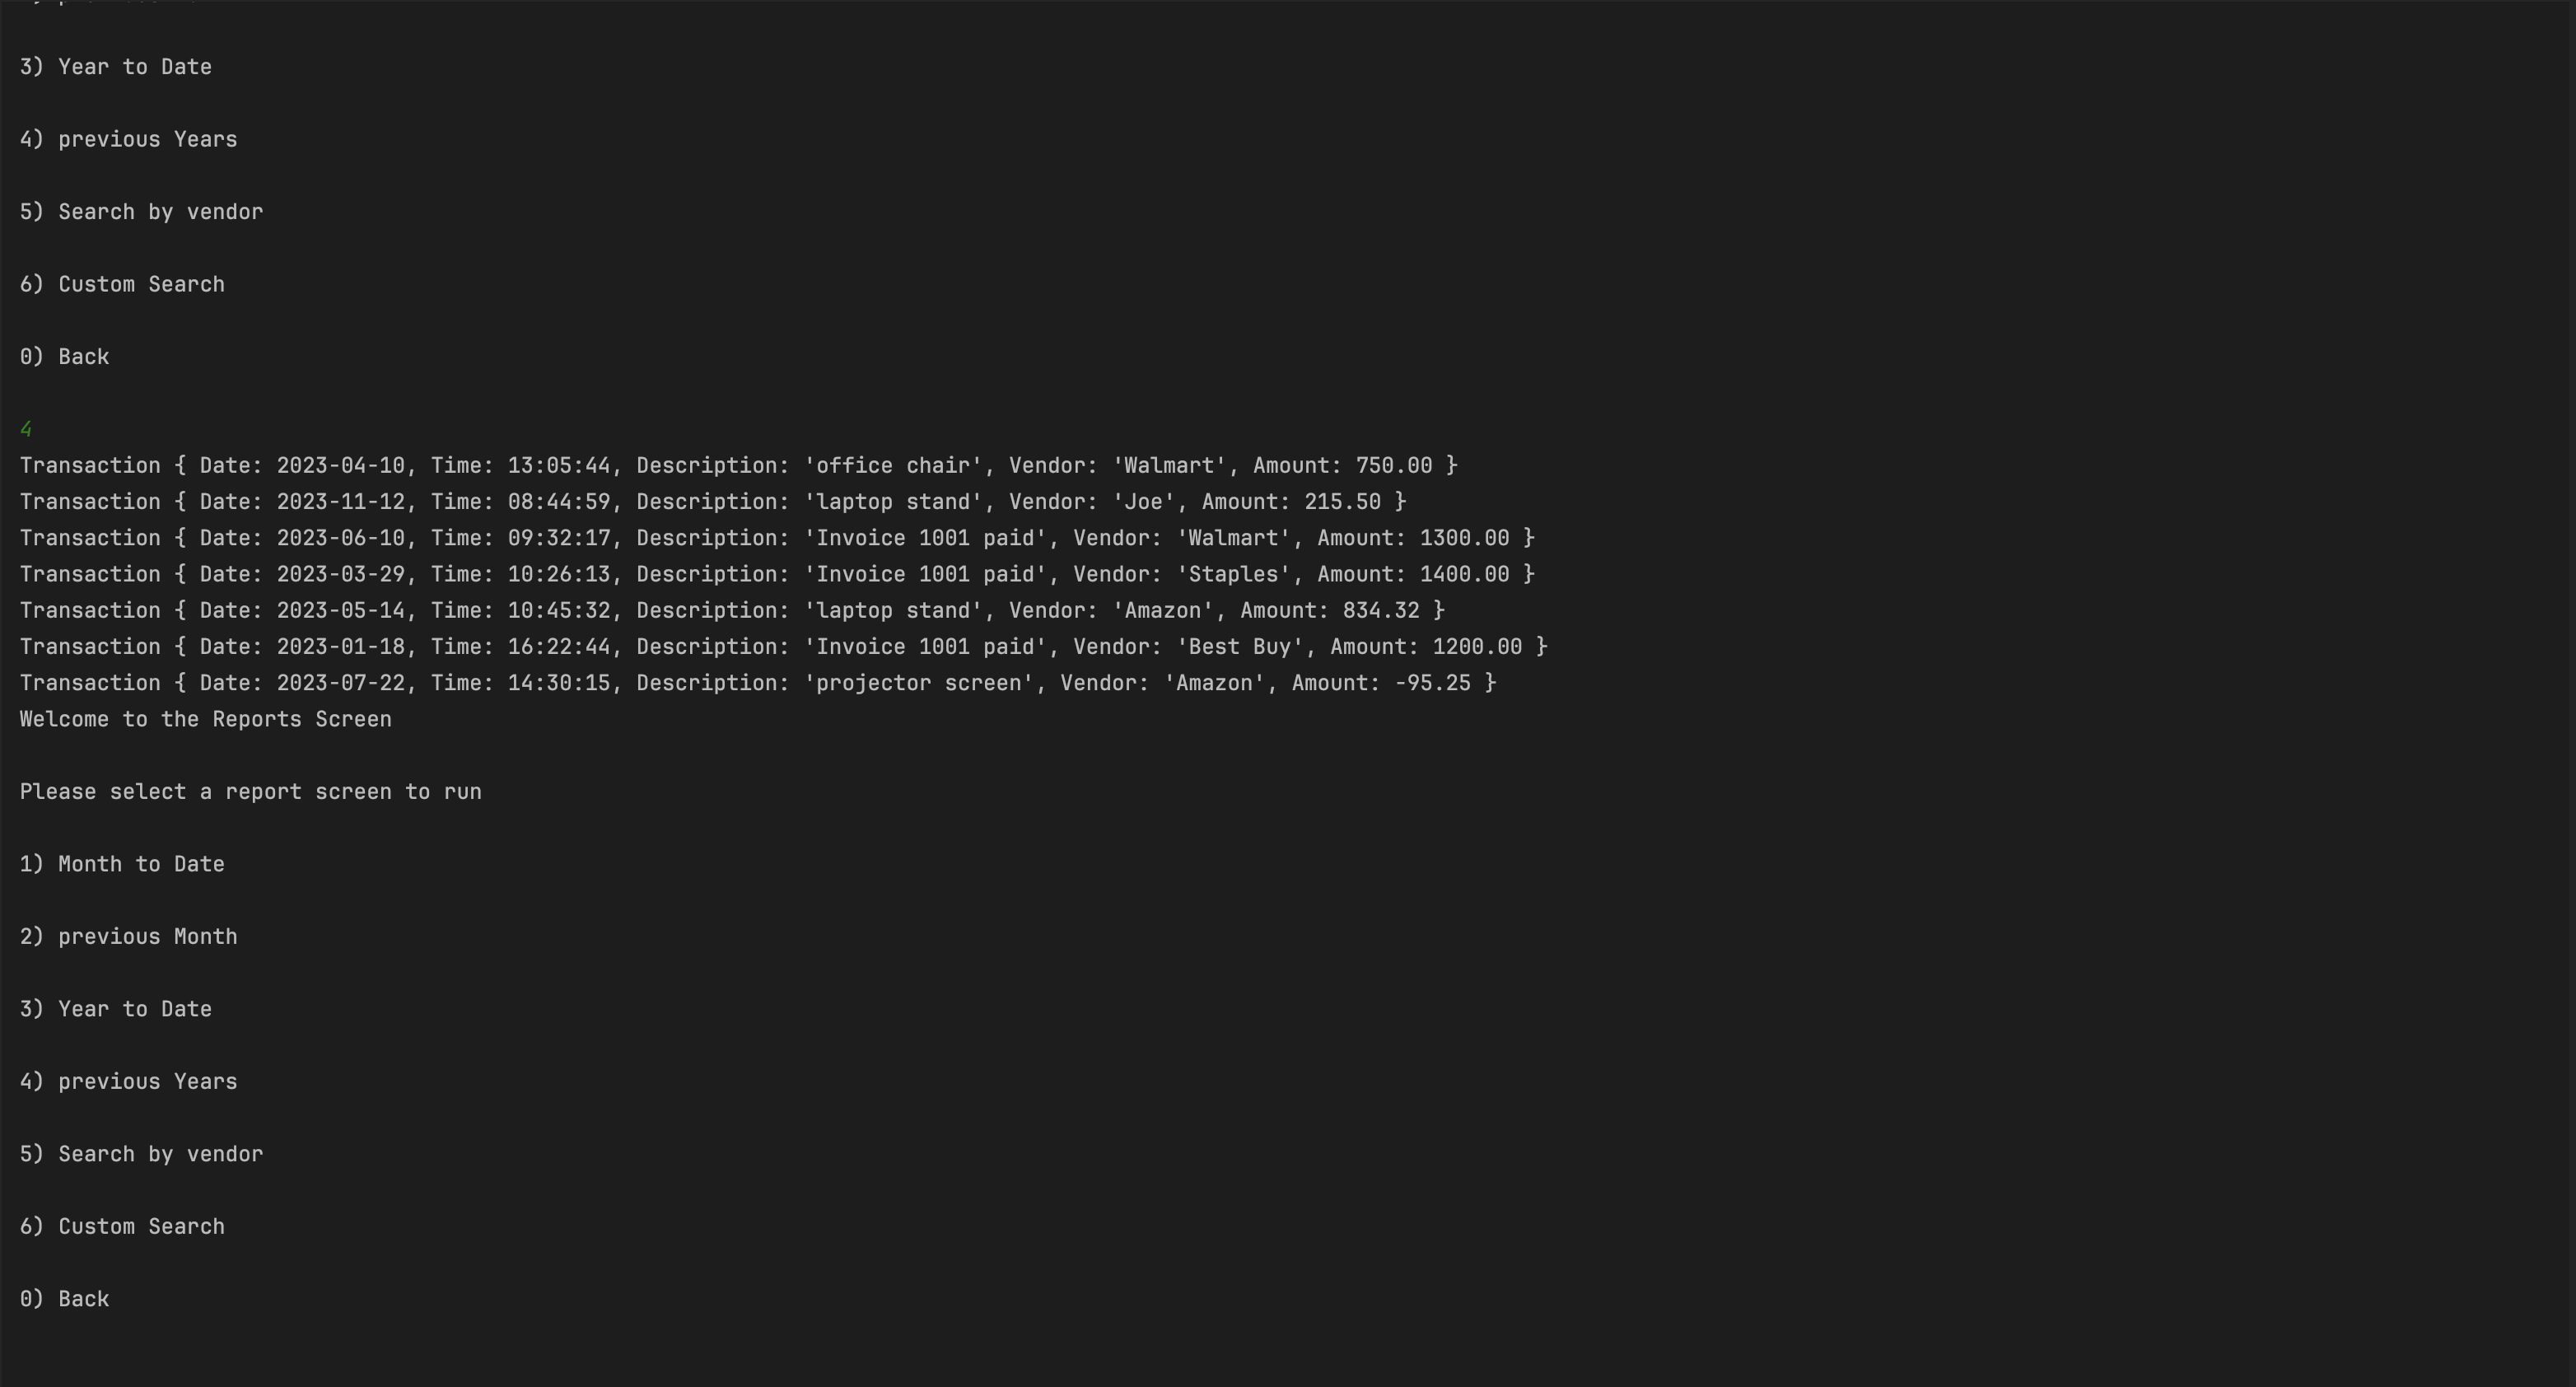 3) Year to Date
4) previous Years
5) Search by vendor
6) Custom Search
0) Back
4
Transaction { Date: 2023-04-10, Time: 13:05:44, Description: 'office chair', Vendor: 'Walmart', Amount: 750.00 }
Transaction { Date: 2023-11-12, Time: 08:44:59, Description: 'laptop stand', Vendor: 'Joe', Amount: 215.50 }
Transaction { Date: 2023-06-10, Time: 09:32:17, Description: 'Invoice 1001 paid', Vendor: 'Walmart', Amount: 1300.00 }
Transaction { Date: 2023-03-29, Time: 10:26:13, Description: 'Invoice 1001 paid', Vendor: 'Staples', Amount: 1400.00 }
Transaction { Date: 2023-05-14, Time: 10:45:32, Description: 'laptop stand', Vendor: 'Amazon', Amount: 834.32 }
Transaction { Date: 2023-01-18, Time: 16:22:44, Description: 'Invoice 1001 paid', Vendor: 'Best Buy', Amount: 1200.00 }
Transaction { Date: 2023-07-22, Time: 14:30:15, Description: 'projector screen', Vendor: 'Amazon', Amount: -95.25 }
Welcome to the Reports Screen
Please select a report screen to run
1) Month to Date
2) previous Month
3) Year to Date
4) previous Years
5) Search by vendor
6) Custom Search
0) Back